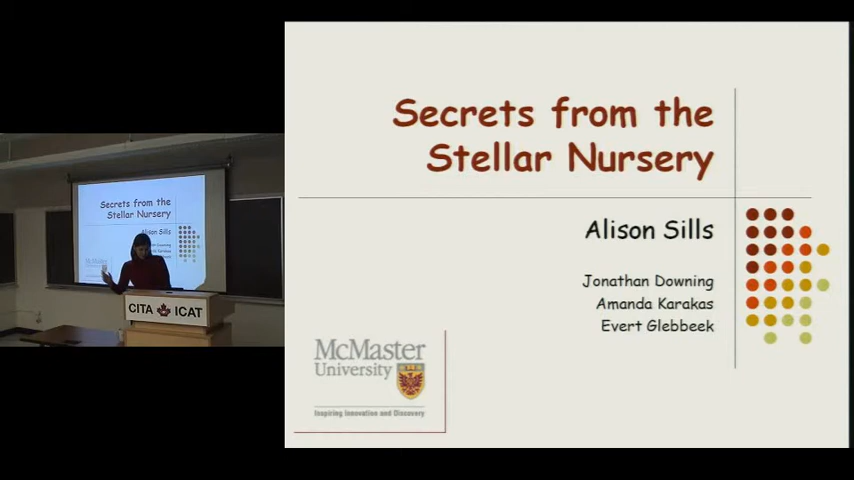 Secrets from the
Stellar Nursery
Alison Sills
Jonathan Downing
Amanda Karakas
Evert Glebbeek
McMaster
University
Inspiring Innovation and Discovery
Secrets from the
Stellar Nursery
Alison Sills
McMaster
CITA ICAT